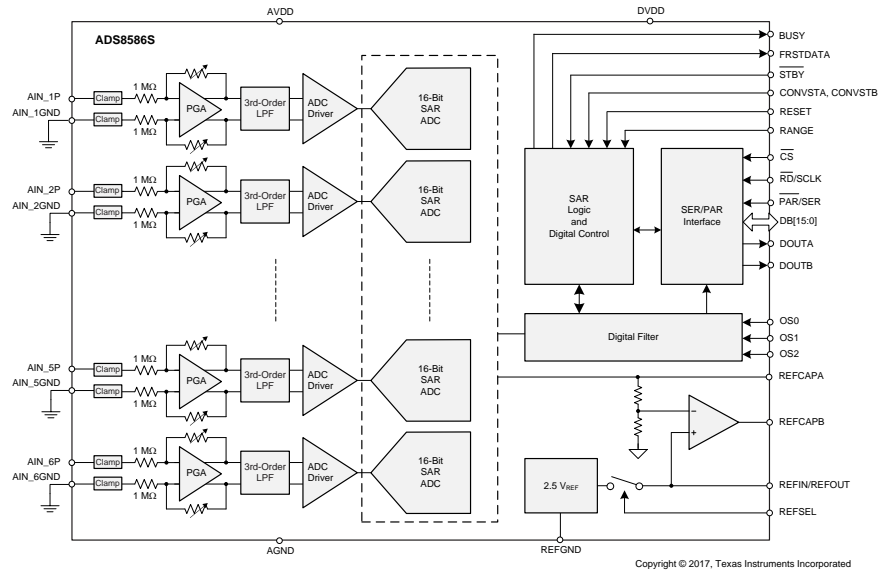 AVDD
DVDD
ADS8586S
BUSY
FRSTDATA
STBY
CONVSTA, CONVSTB
RESET
RANGE
CS
RD/SCLK
PAR/SER
DB[15:0]
DOUTA
DOUTB
OS0
OS1
OS2
REFCAPA
REFCAPB
REFIN/REFOUT
REFSEL
AIN_1P
AIN_1GND
Clamp
Clamp
1 MΩ
1 MΩ
PGA
3rd-Order
LPF
ADC
Driver
16-Bit
SAR
ADC
AIN_2P
AIN_2GND
Clamp
Clamp
1 MΩ
1 MΩ
PGA
3rd-Order
LPF
ADC
Driver
16-Bit
SAR
ADC
SAR
Logic
and
Digital Control
SER/PAR
Interface
Digital Filter
AIN_5P
AIN_5GND
Clamp
Clamp
1 MΩ
1 MΩ
PGA
3rd-Order
LPF
ADC
Driver
16-Bit
SAR
ADC
AIN_6P
AIN_6GND
Clamp
Clamp
1 MΩ
1 MΩ
PGA
3rd-Order
LPF
ADC
Driver
16-Bit
SAR
ADC
−
+
2.5 VREF
AGND
REFGND
Copyright © 2017, Texas Instruments Incorporated